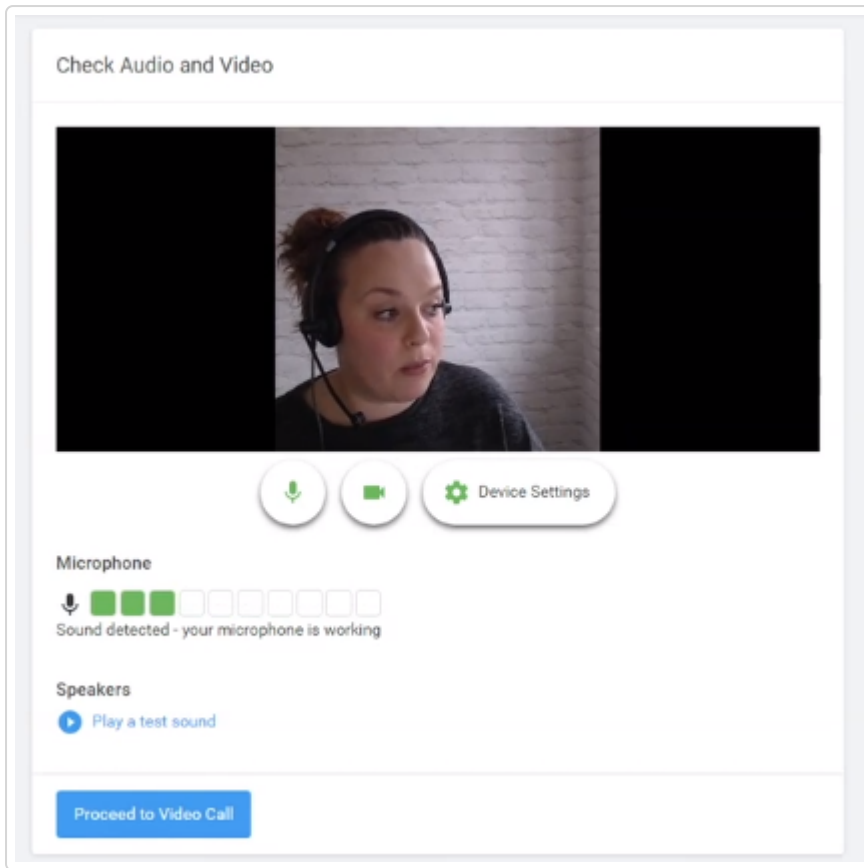 Check Audio and Video
Device Settings
Microphone
Sound detected - your microphone is working
Speakers
Play a test sound
Proceed to Video Call